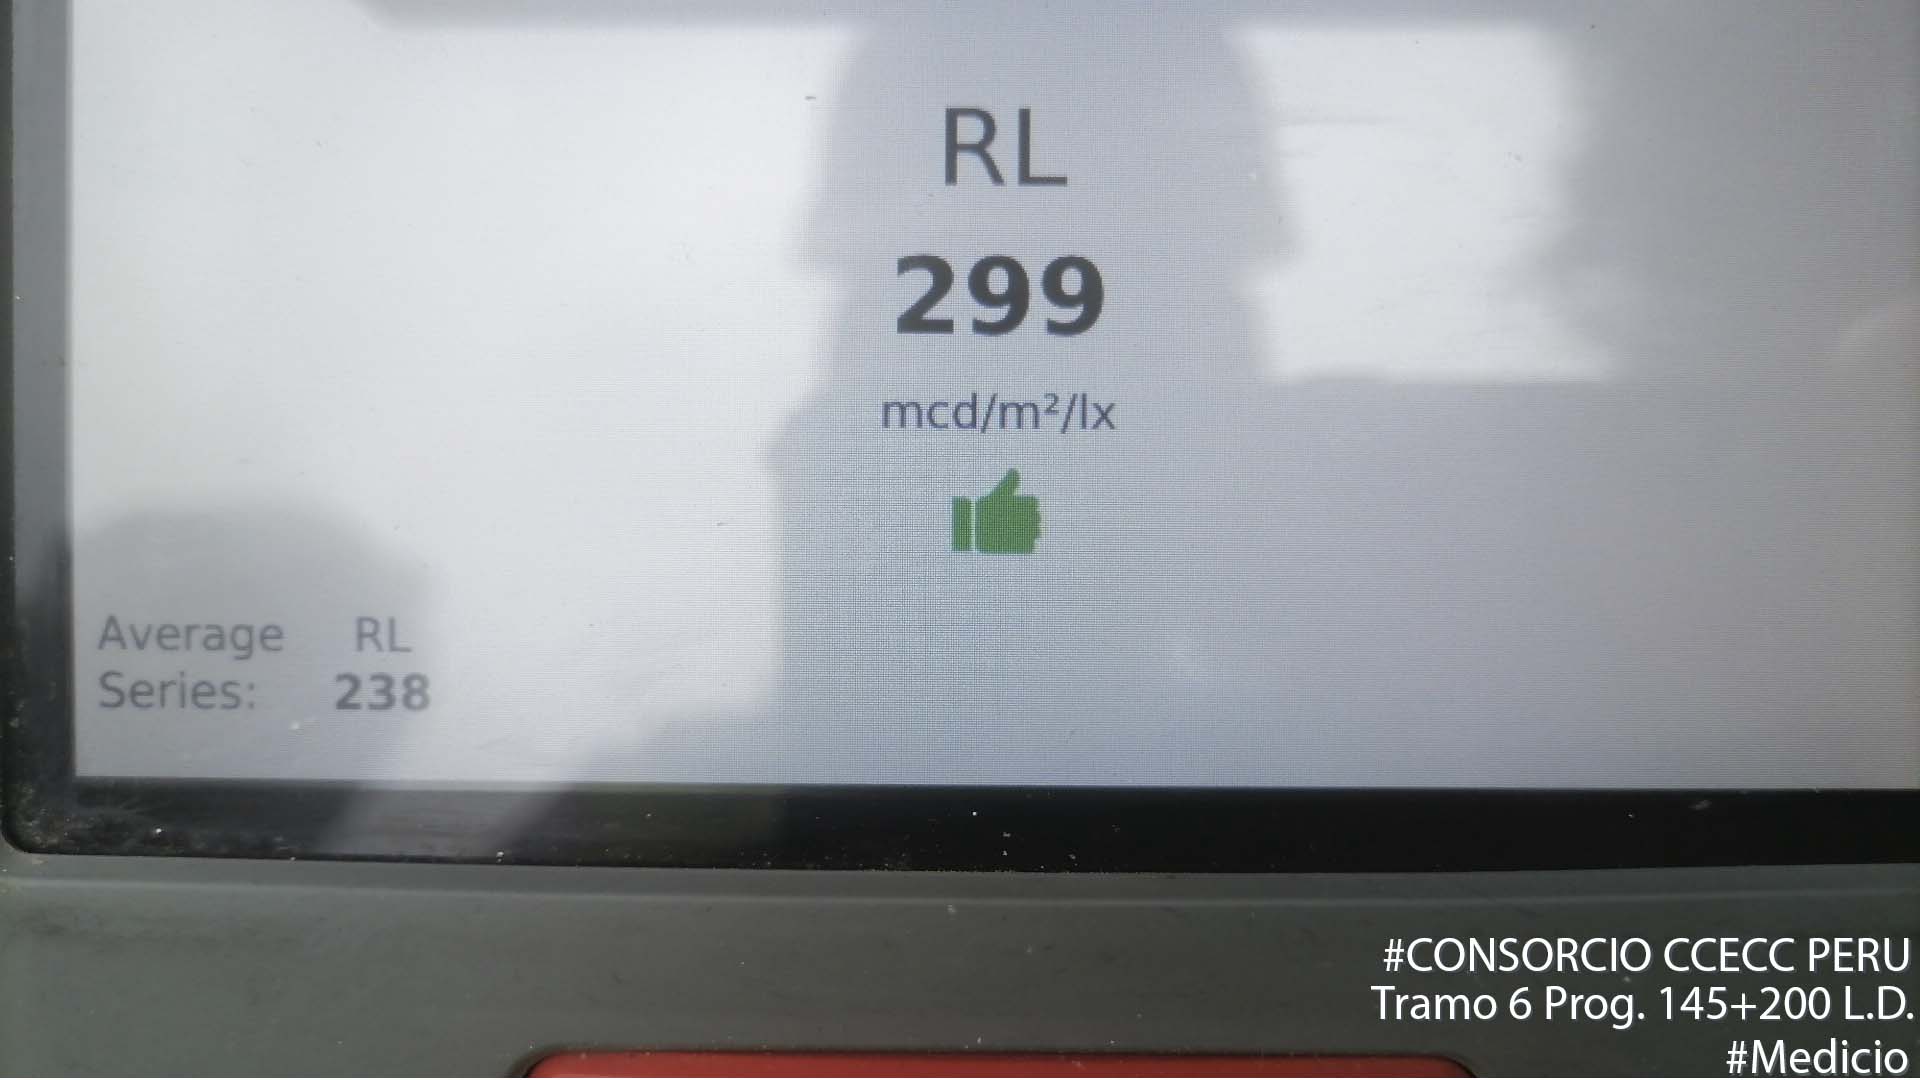 RL
299
mcd/m²/lx
Average RL
Series: 238
#CONSORCIO CCECC PERU
Tramo 6 Prog. 145+200 L.D.
#Medicio